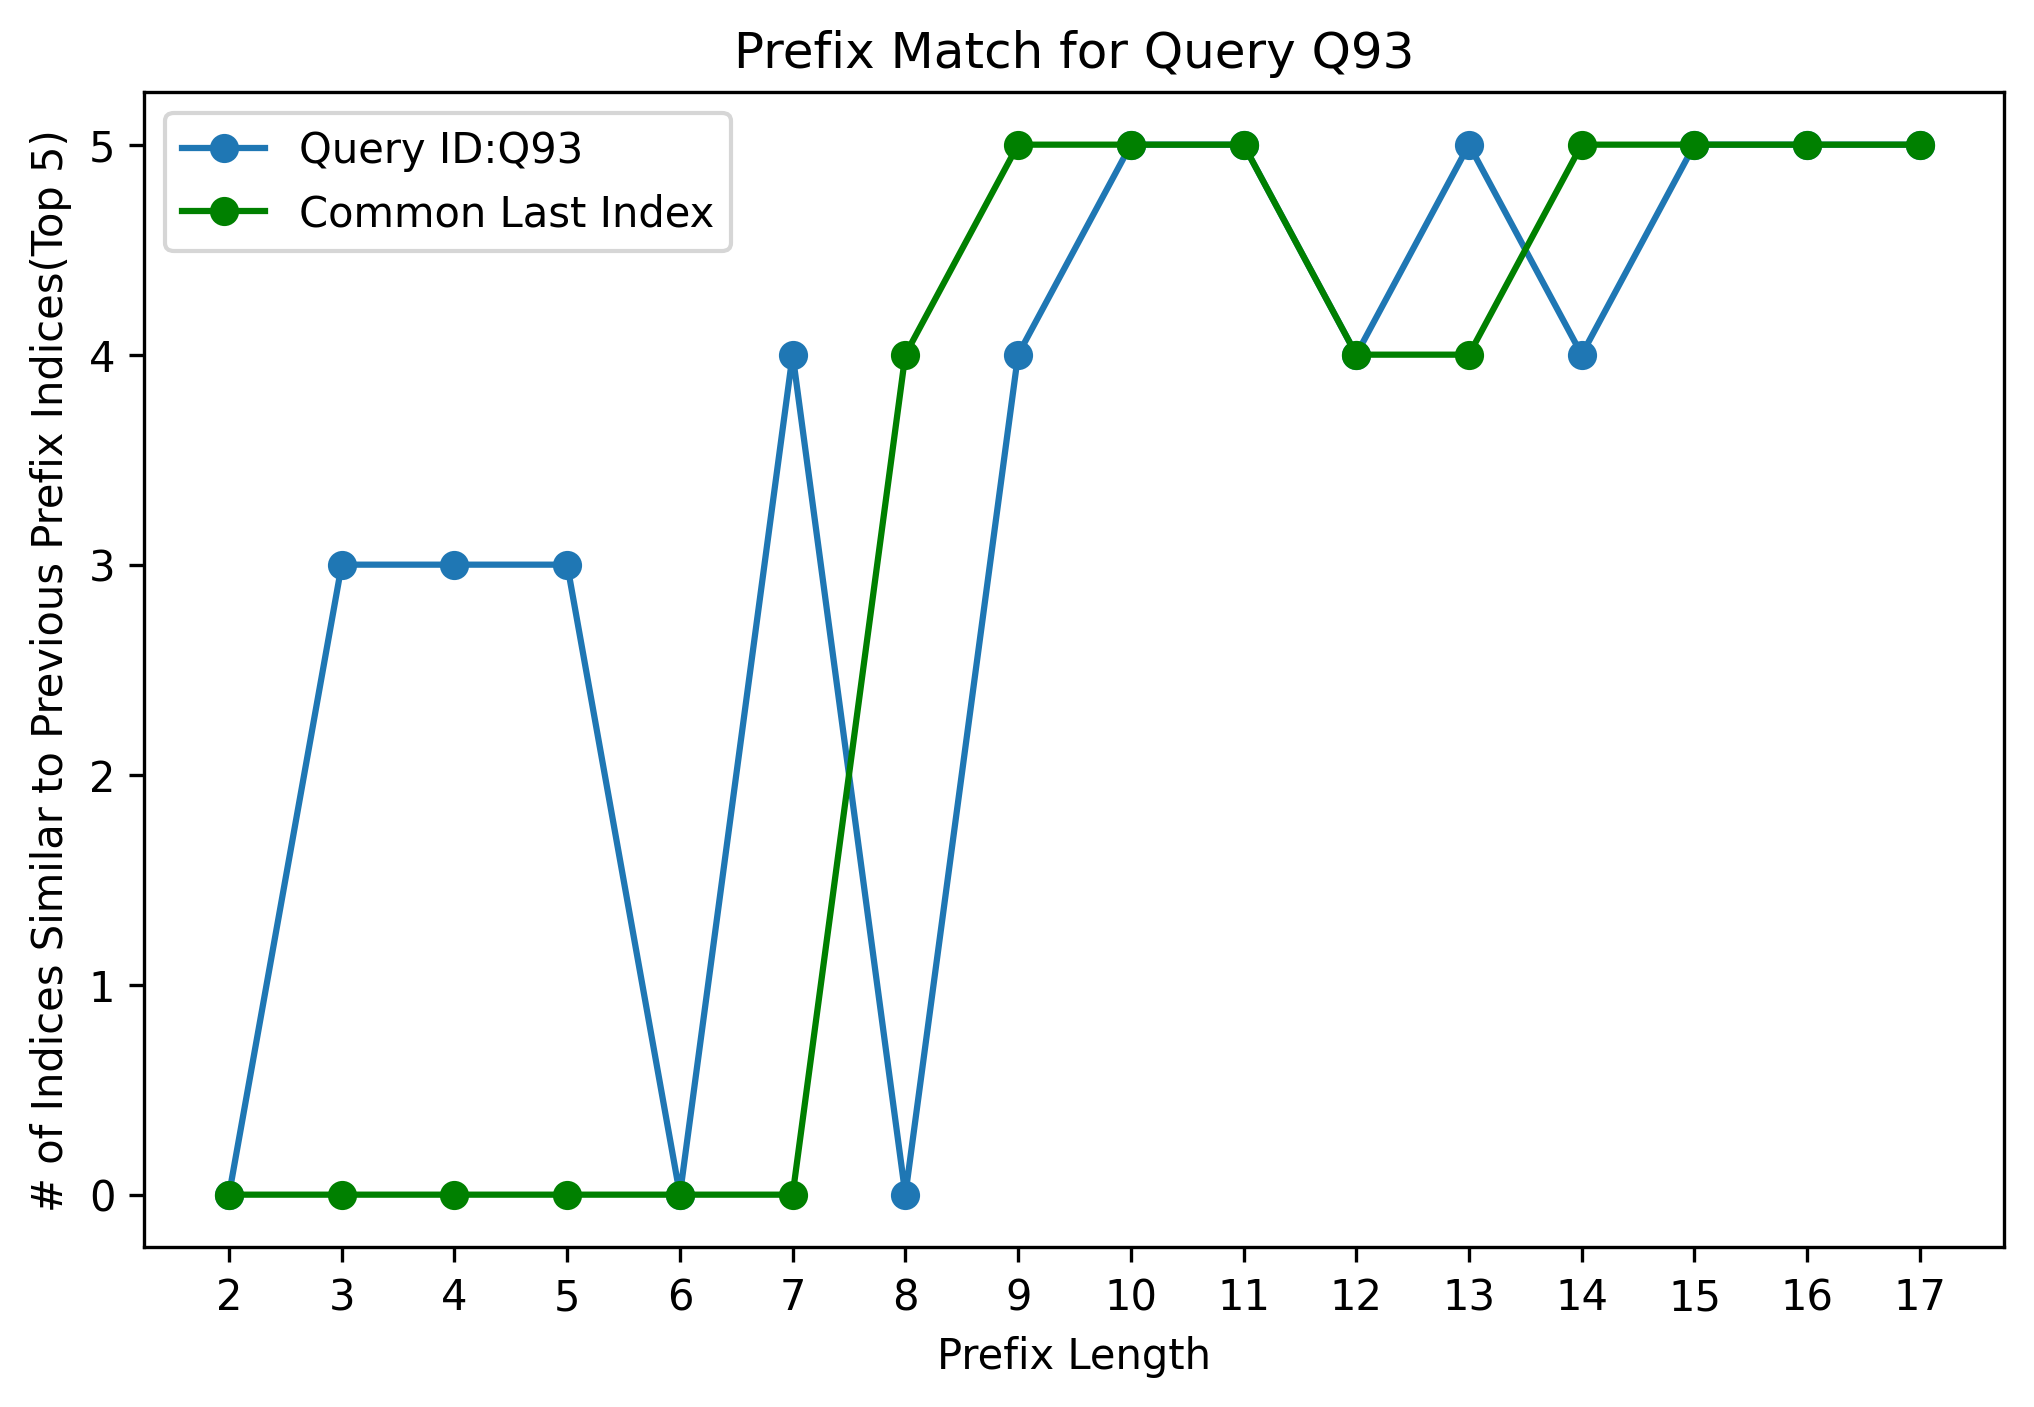 Prefix Match for Query Q93
Query ID:Q93
Common Last Index
# of Indices Similar to Previous Prefix Indices(Top 5)
5
4
3
2
1
0
2 3 4 5 6 7 8 9 10 11 12 13 14 15 16 17
Prefix Length